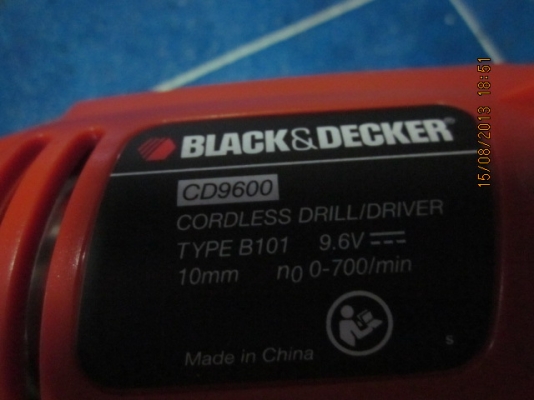 BLACK&DECKER
CD9600
CORDLESS DRILL/DRIVER
TYPE B101 9.6V
10mm n0 0-700/min
S
Made in China
15/08/2013 18:51